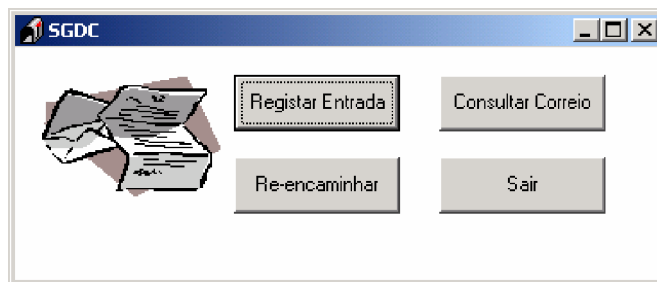 SGDC
Registar Entrada
Consultar Correio
Re-encaminhar
Sair